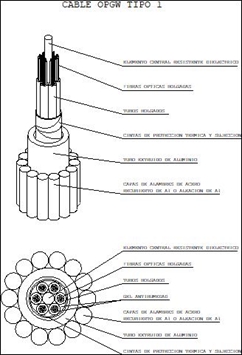 CABLE OPGW TIPO 1
ELEMENTO CENTRAL RESISTENTE DIELECTRICO
FIBRAS OPTICAS HOLGADAS
TUBOS HOLGADOS
CINTAS DE PROTECCION TERMICA Y SUJECCION
TUBO EXTRUIDO DE ALUMINIO
CAPAS DE ALAMBRES DE ACERO
RECUBIERTO DE Al O ALEACION DE Al
ELEMENTO CENTRAL RESISTENTE DIELECTRICO
FIBRAS OPTICAS HOLGADAS
TUBOS HOLGADOS
GEL ANTIHUMEDAD
CAPAS DE ALAMBRES DE ACERO
RECUBIERTO DE Al O ALEACION DE Al
TUBO EXTRUIDO DE ALUMINIO
CINTAS DE PROTECCION TERMICA Y SUJECCION